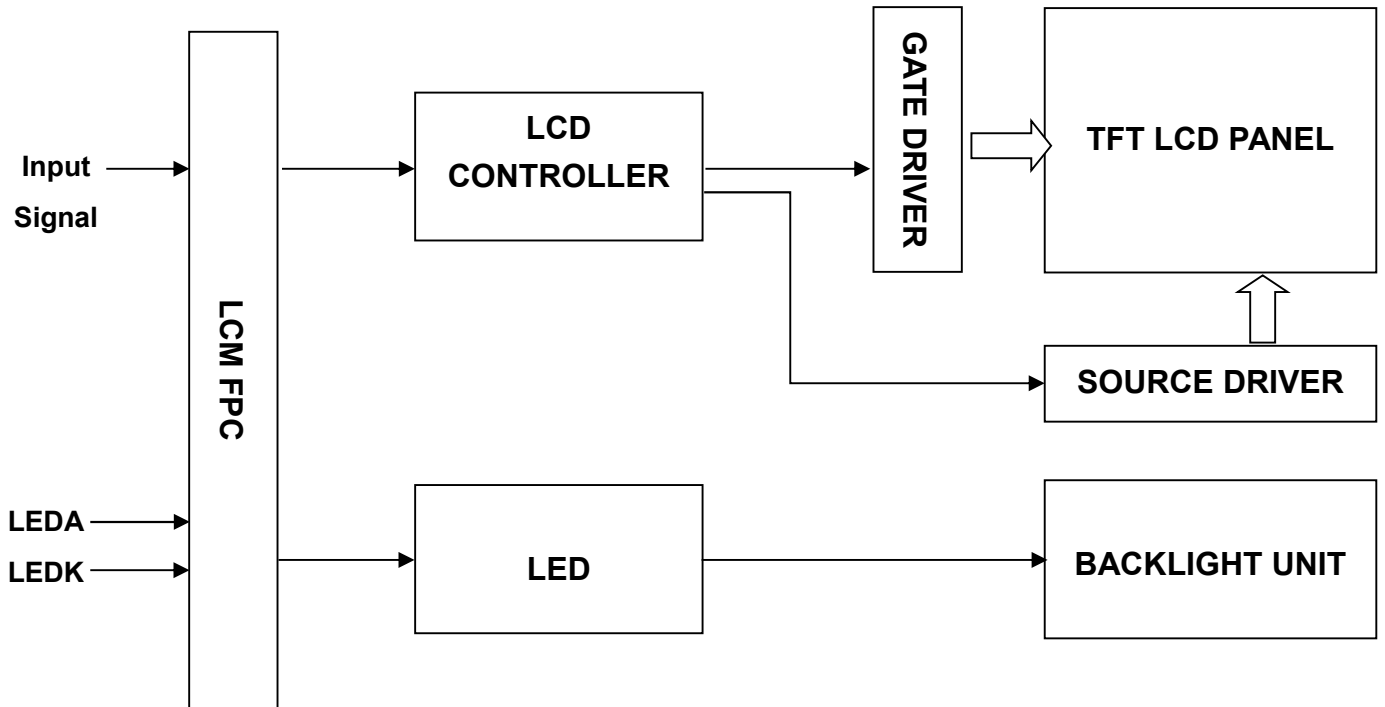 Input
Signal
LEDA
LEDK
LCM FPC
LCD
CONTROLLER
LED
GATE DRIVER
TFT LCD PANEL
SOURCE DRIVER
BACKLIGHT UNIT